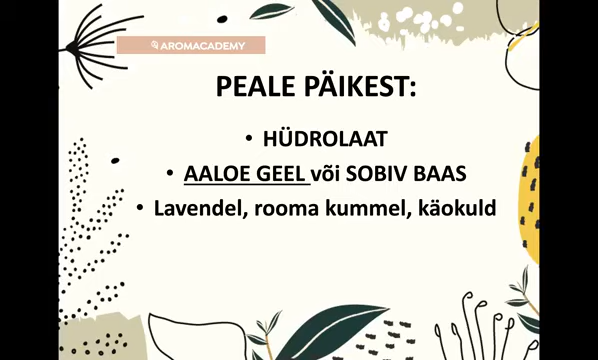 AROMACADEMY
PEALE PÄIKEST:
• HÜDROLAAT
• AALOE GEEL või SOBIV BAAS
• Lavendel, rooma kummel, käokuld